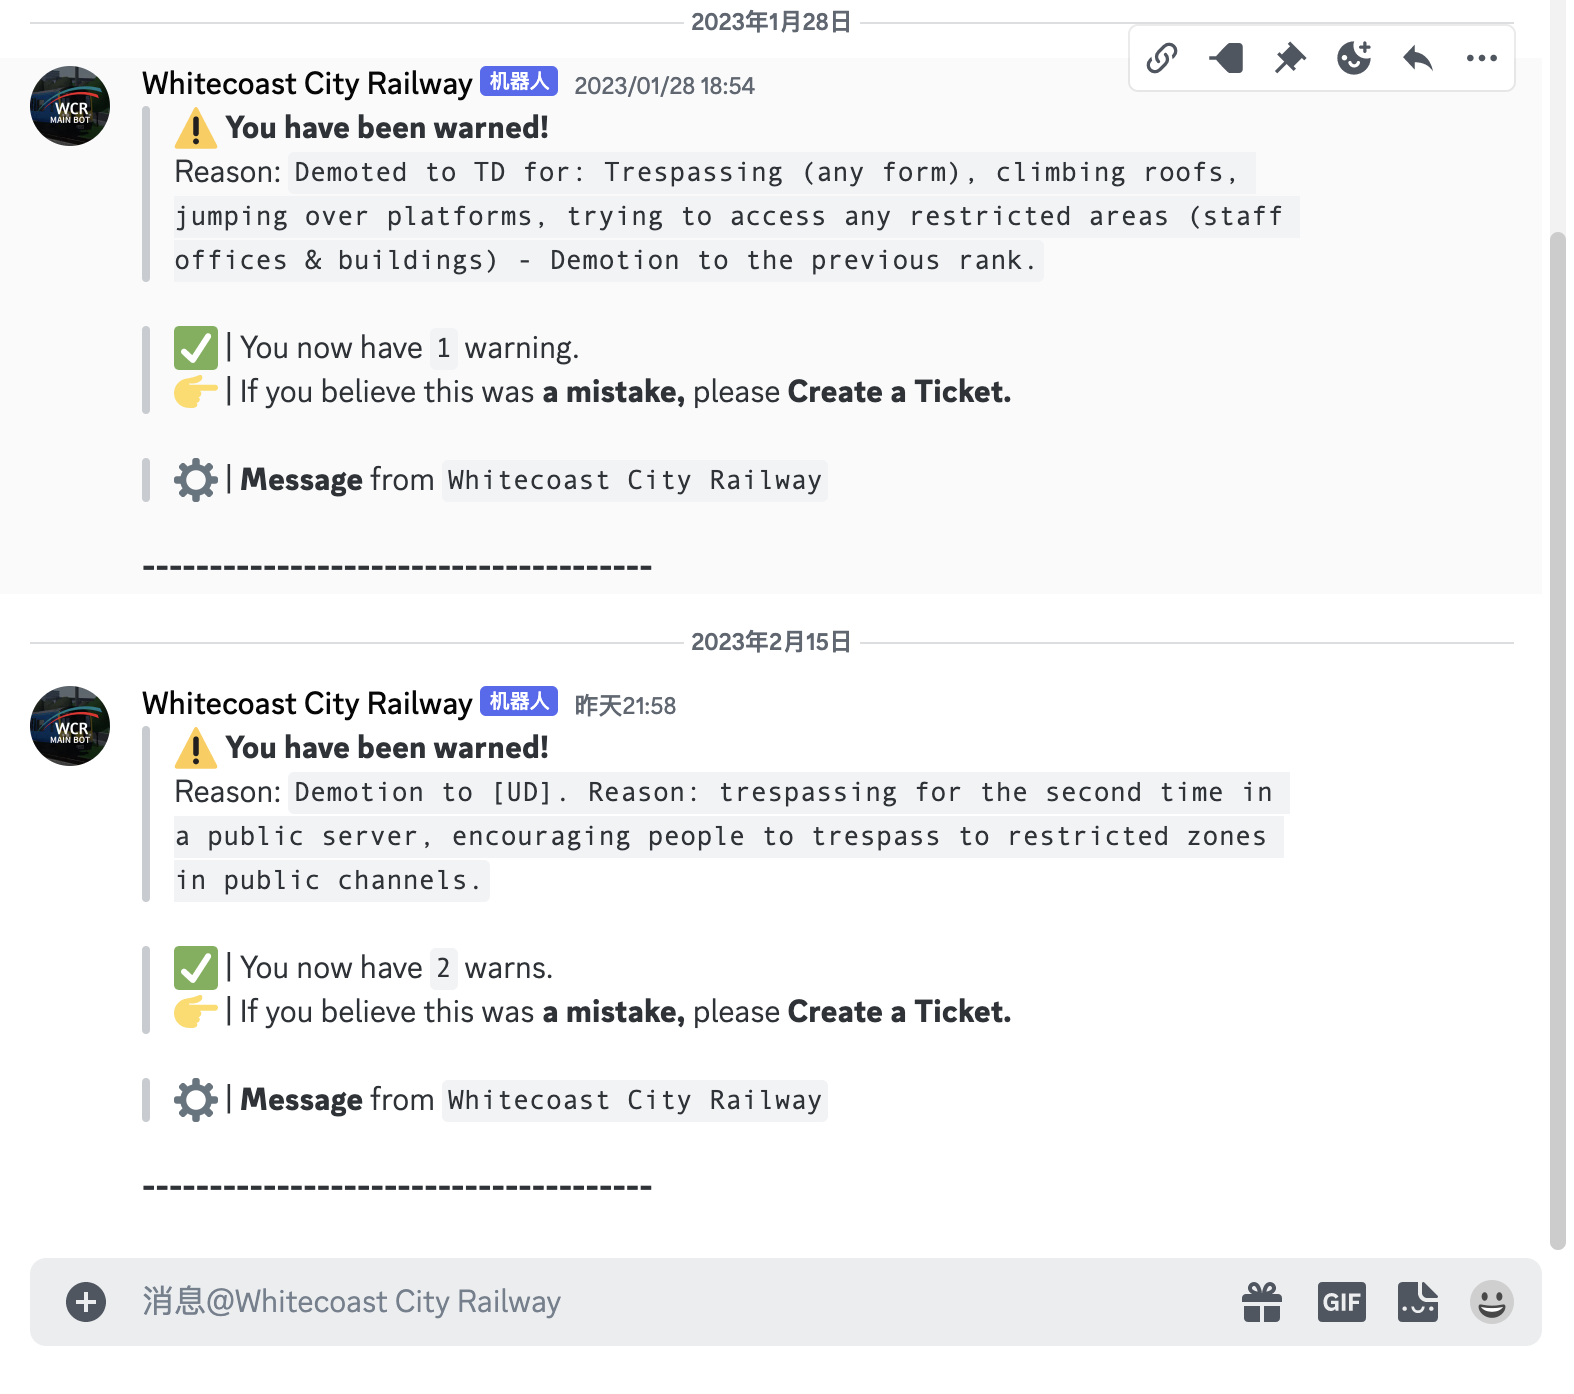 2023年1月28日
WCR
MAIN BOT
Whitecoast City Railway 机器人 2023/01/28 18:54
You have been warned!
Reason: Demoted to TD for: Trespassing (any form), climbing roofs,
jumping over platforms, trying to access any restricted areas (staff
offices & buildings) - Demotion to the previous rank.
| You now have 1 warning.
| If you believe this was a mistake, please Create a Ticket.
| Message from Whitecoast City Railway
--------------------------------------
2023年2月15日
WCR
MAIN BOT
Whitecoast City Railway 机器人 昨天21:58
You have been warned!
Reason: Demotion to [UD]. Reason: trespassing for the second time in
a public server, encouraging people to trespass to restricted zones
in public channels.
| You now have 2 warns.
| If you believe this was a mistake, please Create a Ticket.
| Message from Whitecoast City Railway
--------------------------------------
消息@Whitecoast City Railway GIF